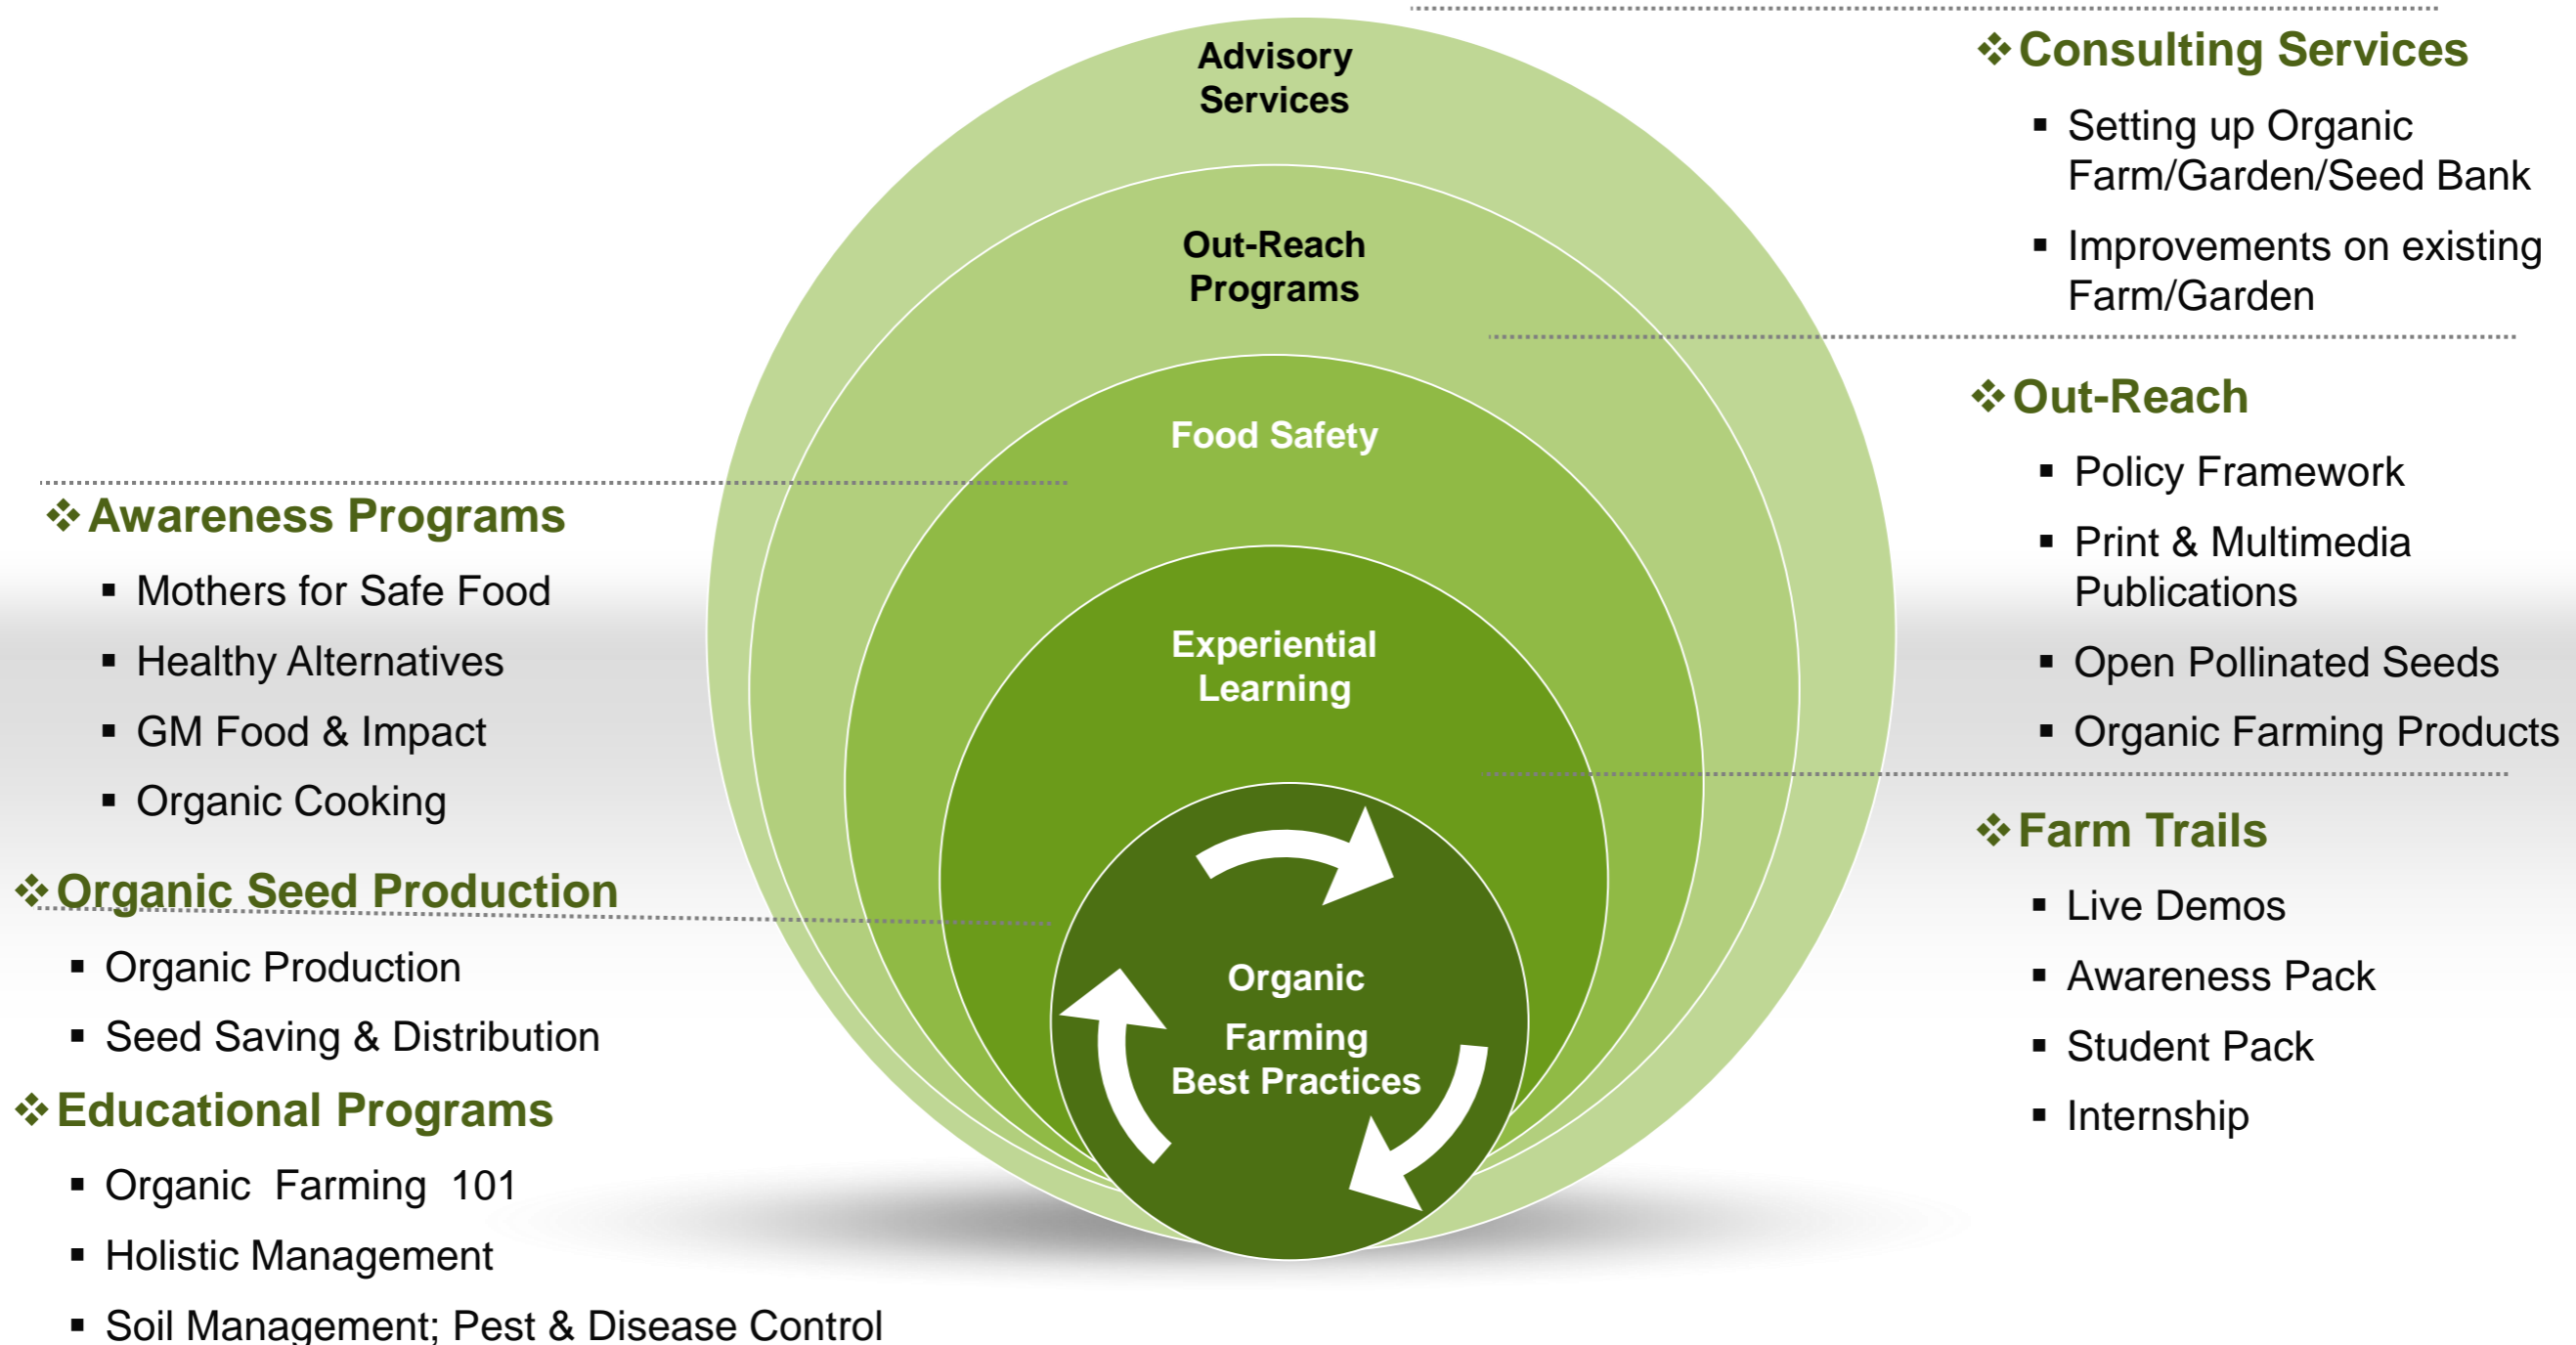 Advisory
Services
Out-Reach
Programs
Food Safety
Experiential
Learning
Organic
Farming
Best Practices
❖Awareness Programs
▪ Mothers for Safe Food
▪ Healthy Alternatives
▪ GM Food & Impact
▪ Organic Cooking
❖Organic Seed Production
▪ Organic Production
▪ Seed Saving & Distribution
❖Educational Programs
▪ Organic Farming 101
▪ Holistic Management
▪ Soil Management; Pest & Disease Control
❖Consulting Services
▪ Setting up Organic
Farm/Garden/Seed Bank
▪ Improvements on existing
Farm/Garden
❖Out-Reach
▪ Policy Framework
▪ Print & Multimedia
Publications
▪ Open Pollinated Seeds
▪ Organic Farming Products
❖Farm Trails
▪ Live Demos
▪ Awareness Pack
▪ Student Pack
▪ Internship